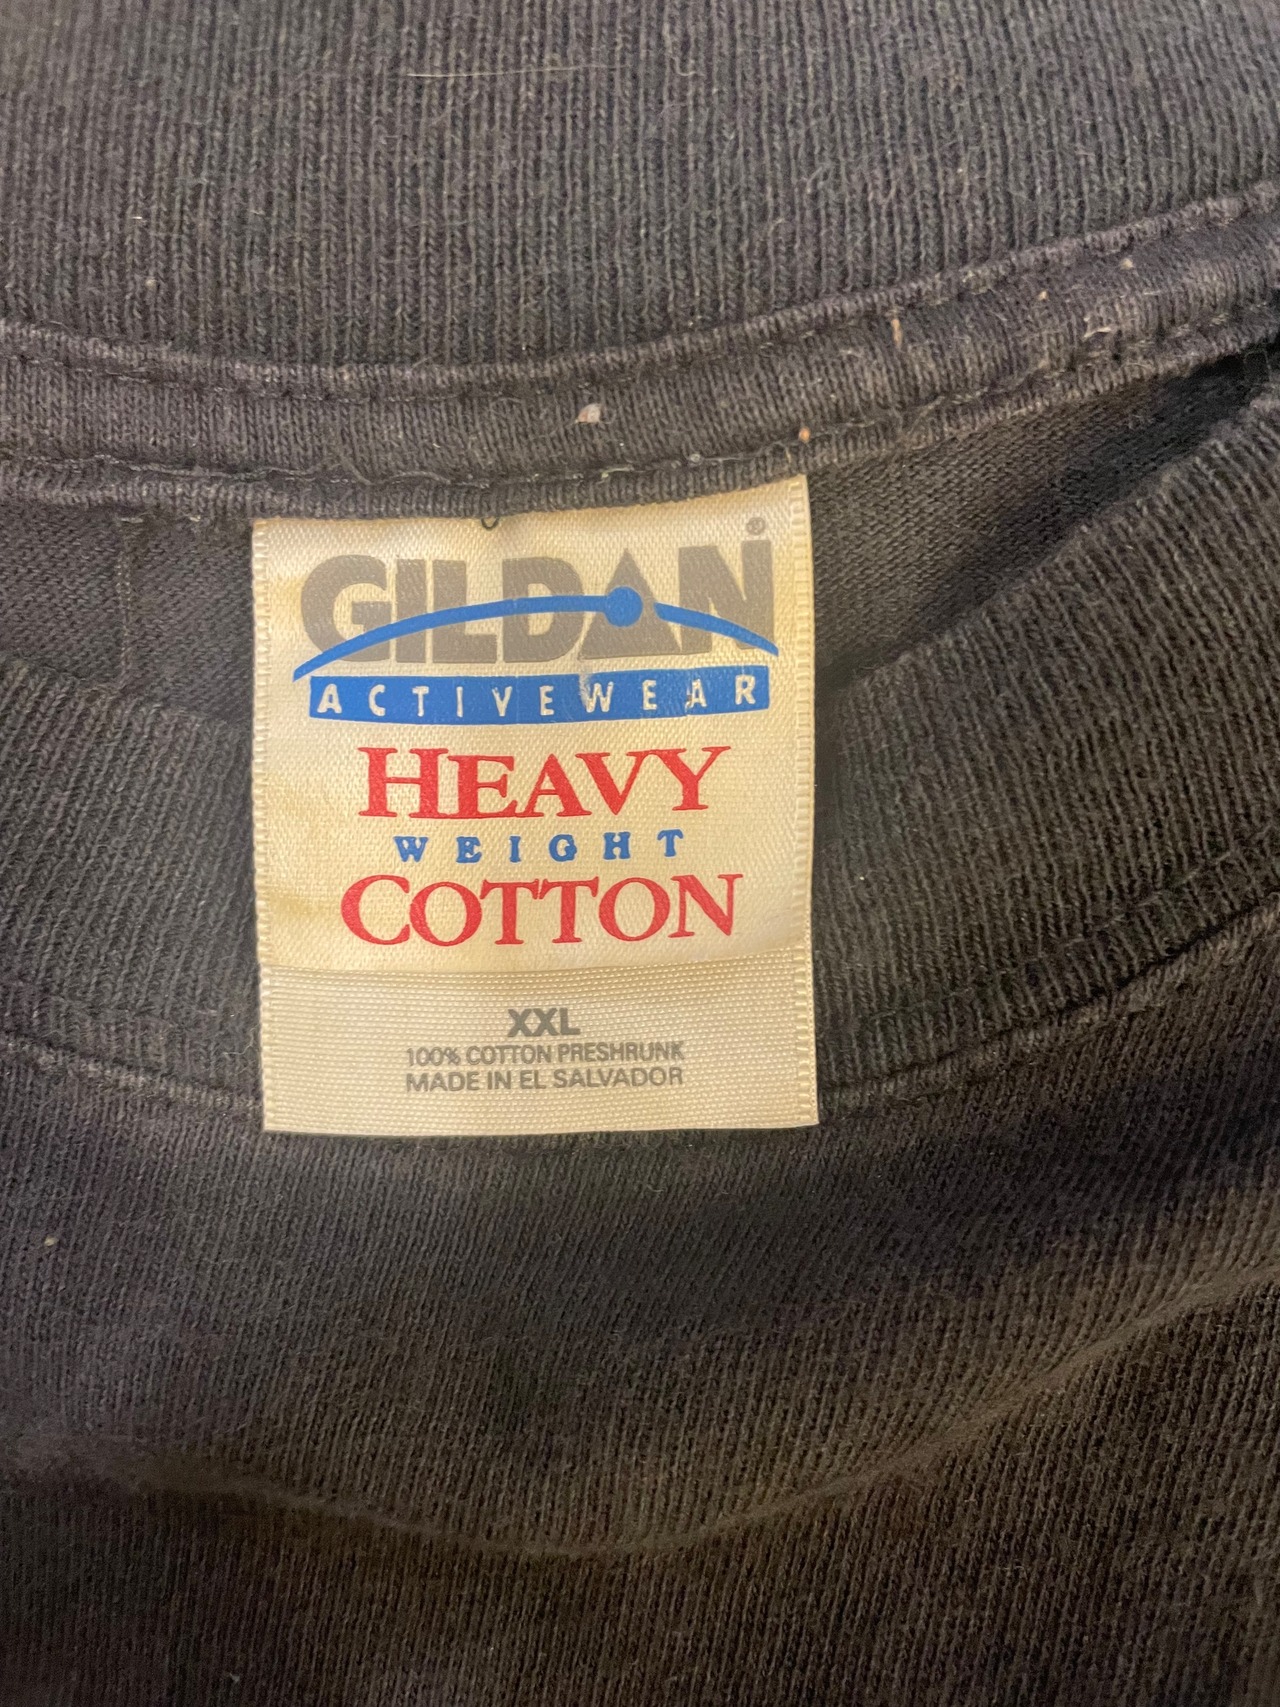 GILDAN®
ACTIVEWEAR
HEAVY
WEIGHT
COTTON
XXL
100% COTTON PRESHRUNK
MADE IN EL SALVADOR